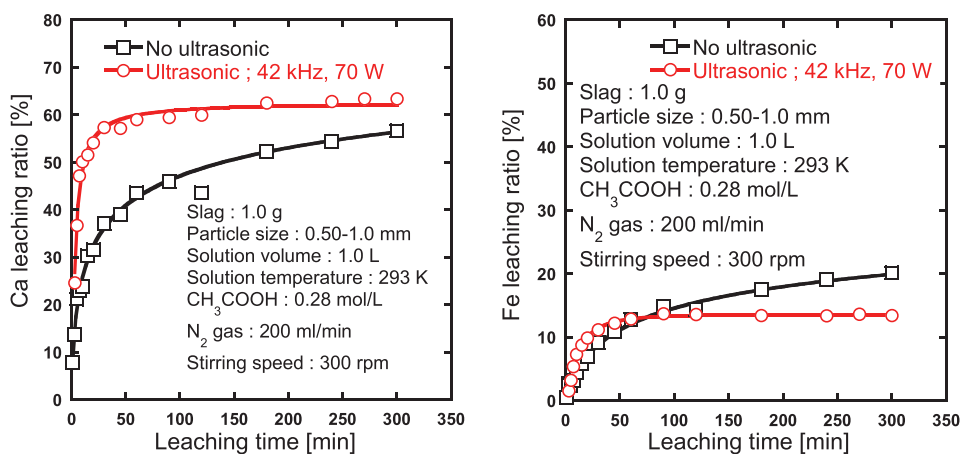 80
70
60
50
40
30
20
10
0
Ca leaching ratio [%]
No ultrasonic
Ultrasonic ; 42 kHz, 70 W
Slag : 1.0 g
Particle size : 0.50-1.0 mm
Solution volume : 1.0 L
Solution temperature : 293 K
CH3COOH : 0.28 mol/L
N2 gas : 200 ml/min
Stirring speed : 300 rpm
0 50 100 150 200 250 300 350
Leaching time [min]
60
50
40
30
20
10
0
Fe leaching ratio [%]
No ultrasonic
Ultrasonic ; 42 kHz, 70 W
Slag : 1.0 g
Particle size : 0.50-1.0 mm
Solution volume : 1.0 L
Solution temperature : 293 K
CH3COOH : 0.28 mol/L
N2 gas : 200 ml/min
Stirring speed : 300 rpm
0 50 100 150 200 250 300 350
Leaching time [min]